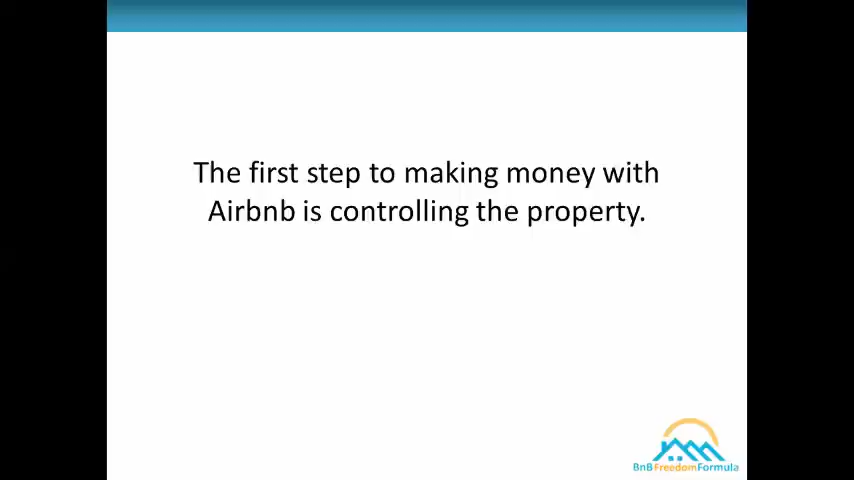 The first step to making money with
Airbnb is controlling the property.
BnBFreedomFormula